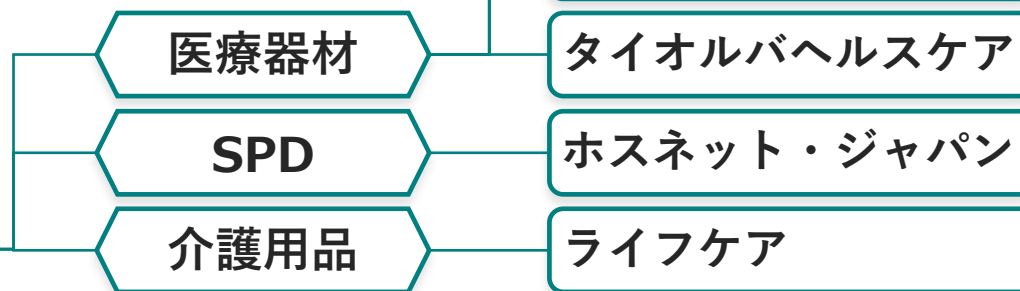 医療器材
タイオルバヘルスケア
SPD
ホスネット・ジャパン
介護用品
ライフケア